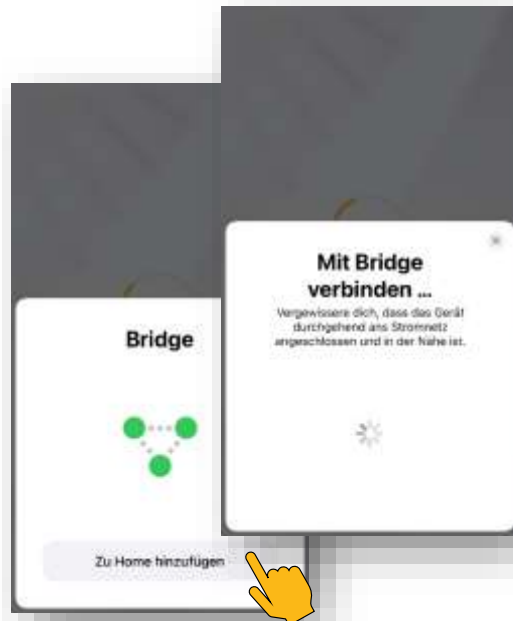 Bridge
Zu Home hinzufügen
Mit Bridge
verbinden ...
Vergewissere dich, dass das Gerät
durchgehend ans Stromnetz
angeschlossen und in der Nähe ist.